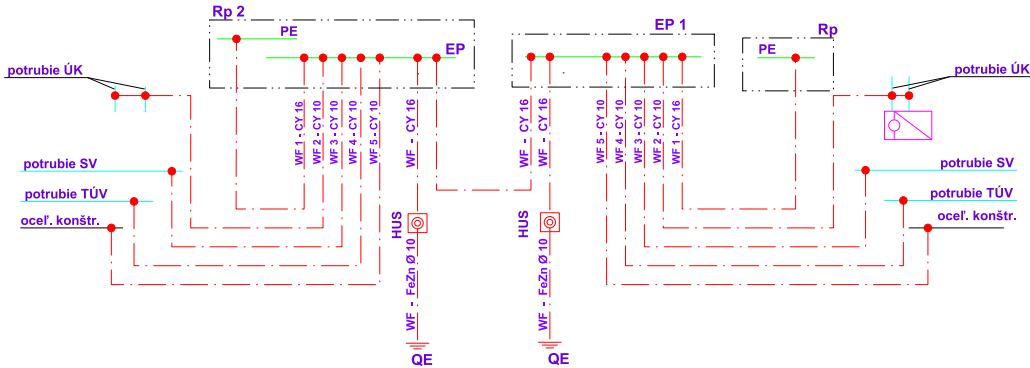 Rp 2
EP 1
Rp
PE
EP
PE
potrubie ÚK
potrubie ÚK
WF 1 - CY 16
WF 2 - CY 10
WF 3 - CY 10
WF 4 - CY 10
WF 5 - CY 10
WF - CY 16
WF - CY 16
WF - CY 16
WF 5 - CY 10
WF 4 - CY 10
WF 3 - CY 10
WF 2 - CY 10
WF 1 - CY 16
potrubie SV
potrubie SV
potrubie TÚV
potrubie TÚV
oceľ. konštr.
oceľ. konštr.
HUS
HUS
WF - FeZn Ø 10
WF - FeZn Ø 10
QE
QE